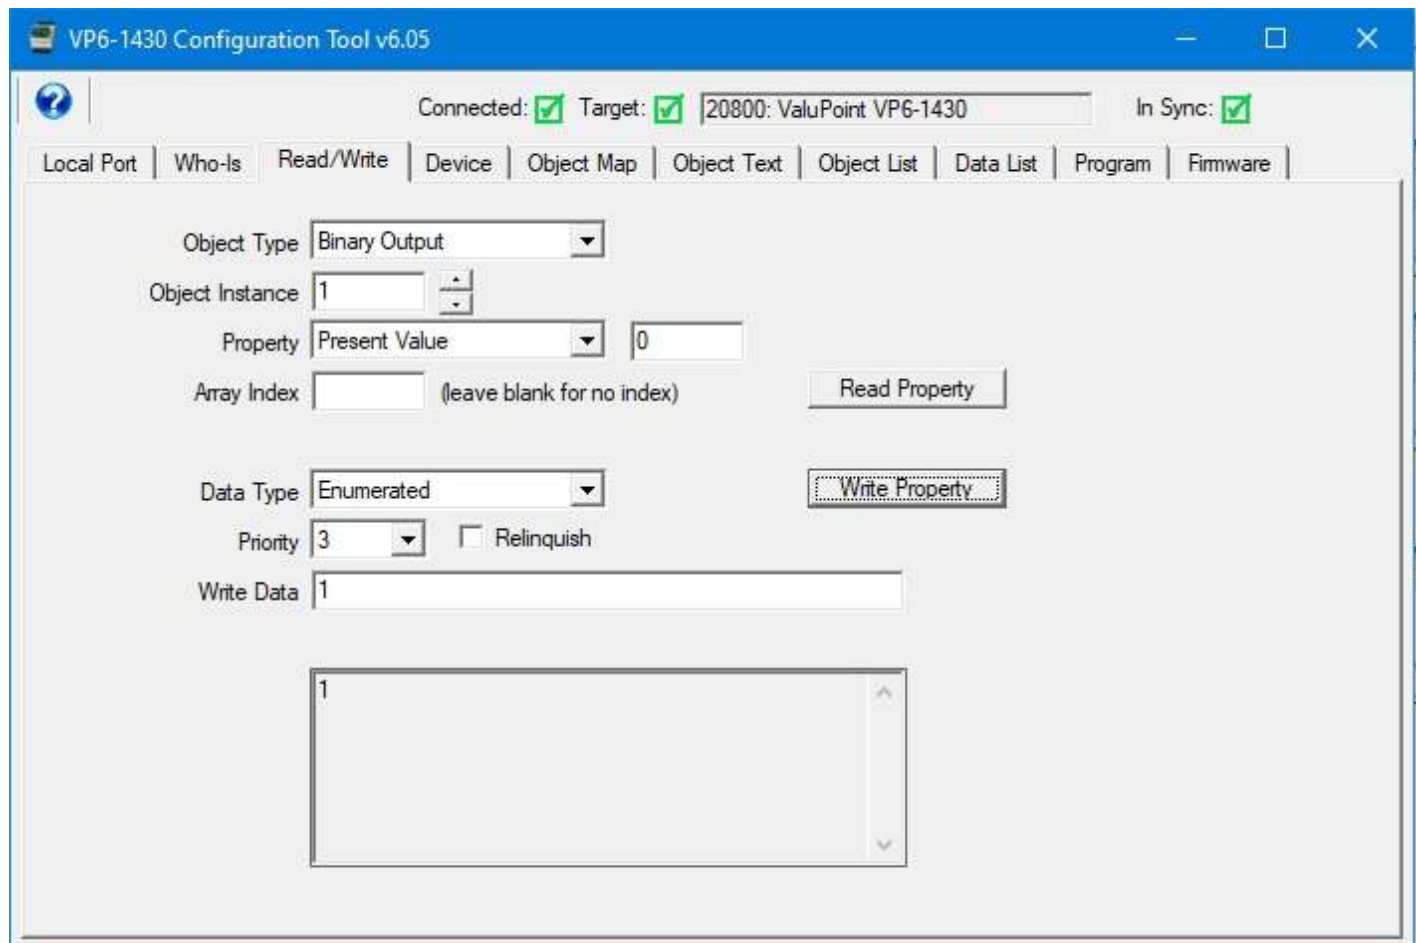 VP6-1430 Configuration Tool v6.05
Connected: Target: 20800: ValuPoint VP6-1430 In Sync:
Local Port Who-Is Read/Write Device Object Map Object Text Object List Data List Program Firmware
Object Type Binary Output
Object Instance 1
Property Present Value 0
Array Index (leave blank for no index) Read Property
Data Type Enumerated Write Property
Priority 3 Relinquish
Write Data 1
1